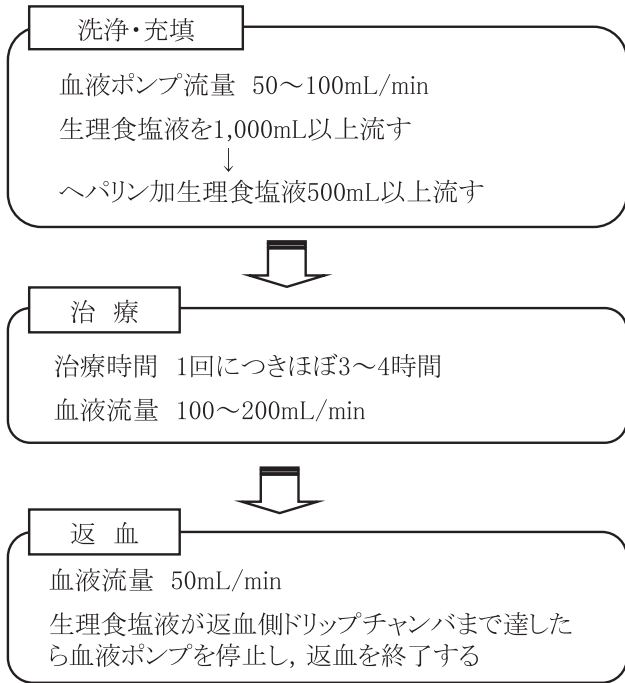 洗浄・充填
血液ポンプ流量 50～100mL/min
生理食塩液を1,000mL以上流す
↓
ヘパリン加生理食塩液500mL以上流す
治 療
治療時間 1回につきほぼ3～4時間
血液流量 100～200mL/min
返 血
血液流量 50mL/min
生理食塩液が返血側ドリップチャンバまで達した
ら血液ポンプを停止し, 返血を終了する